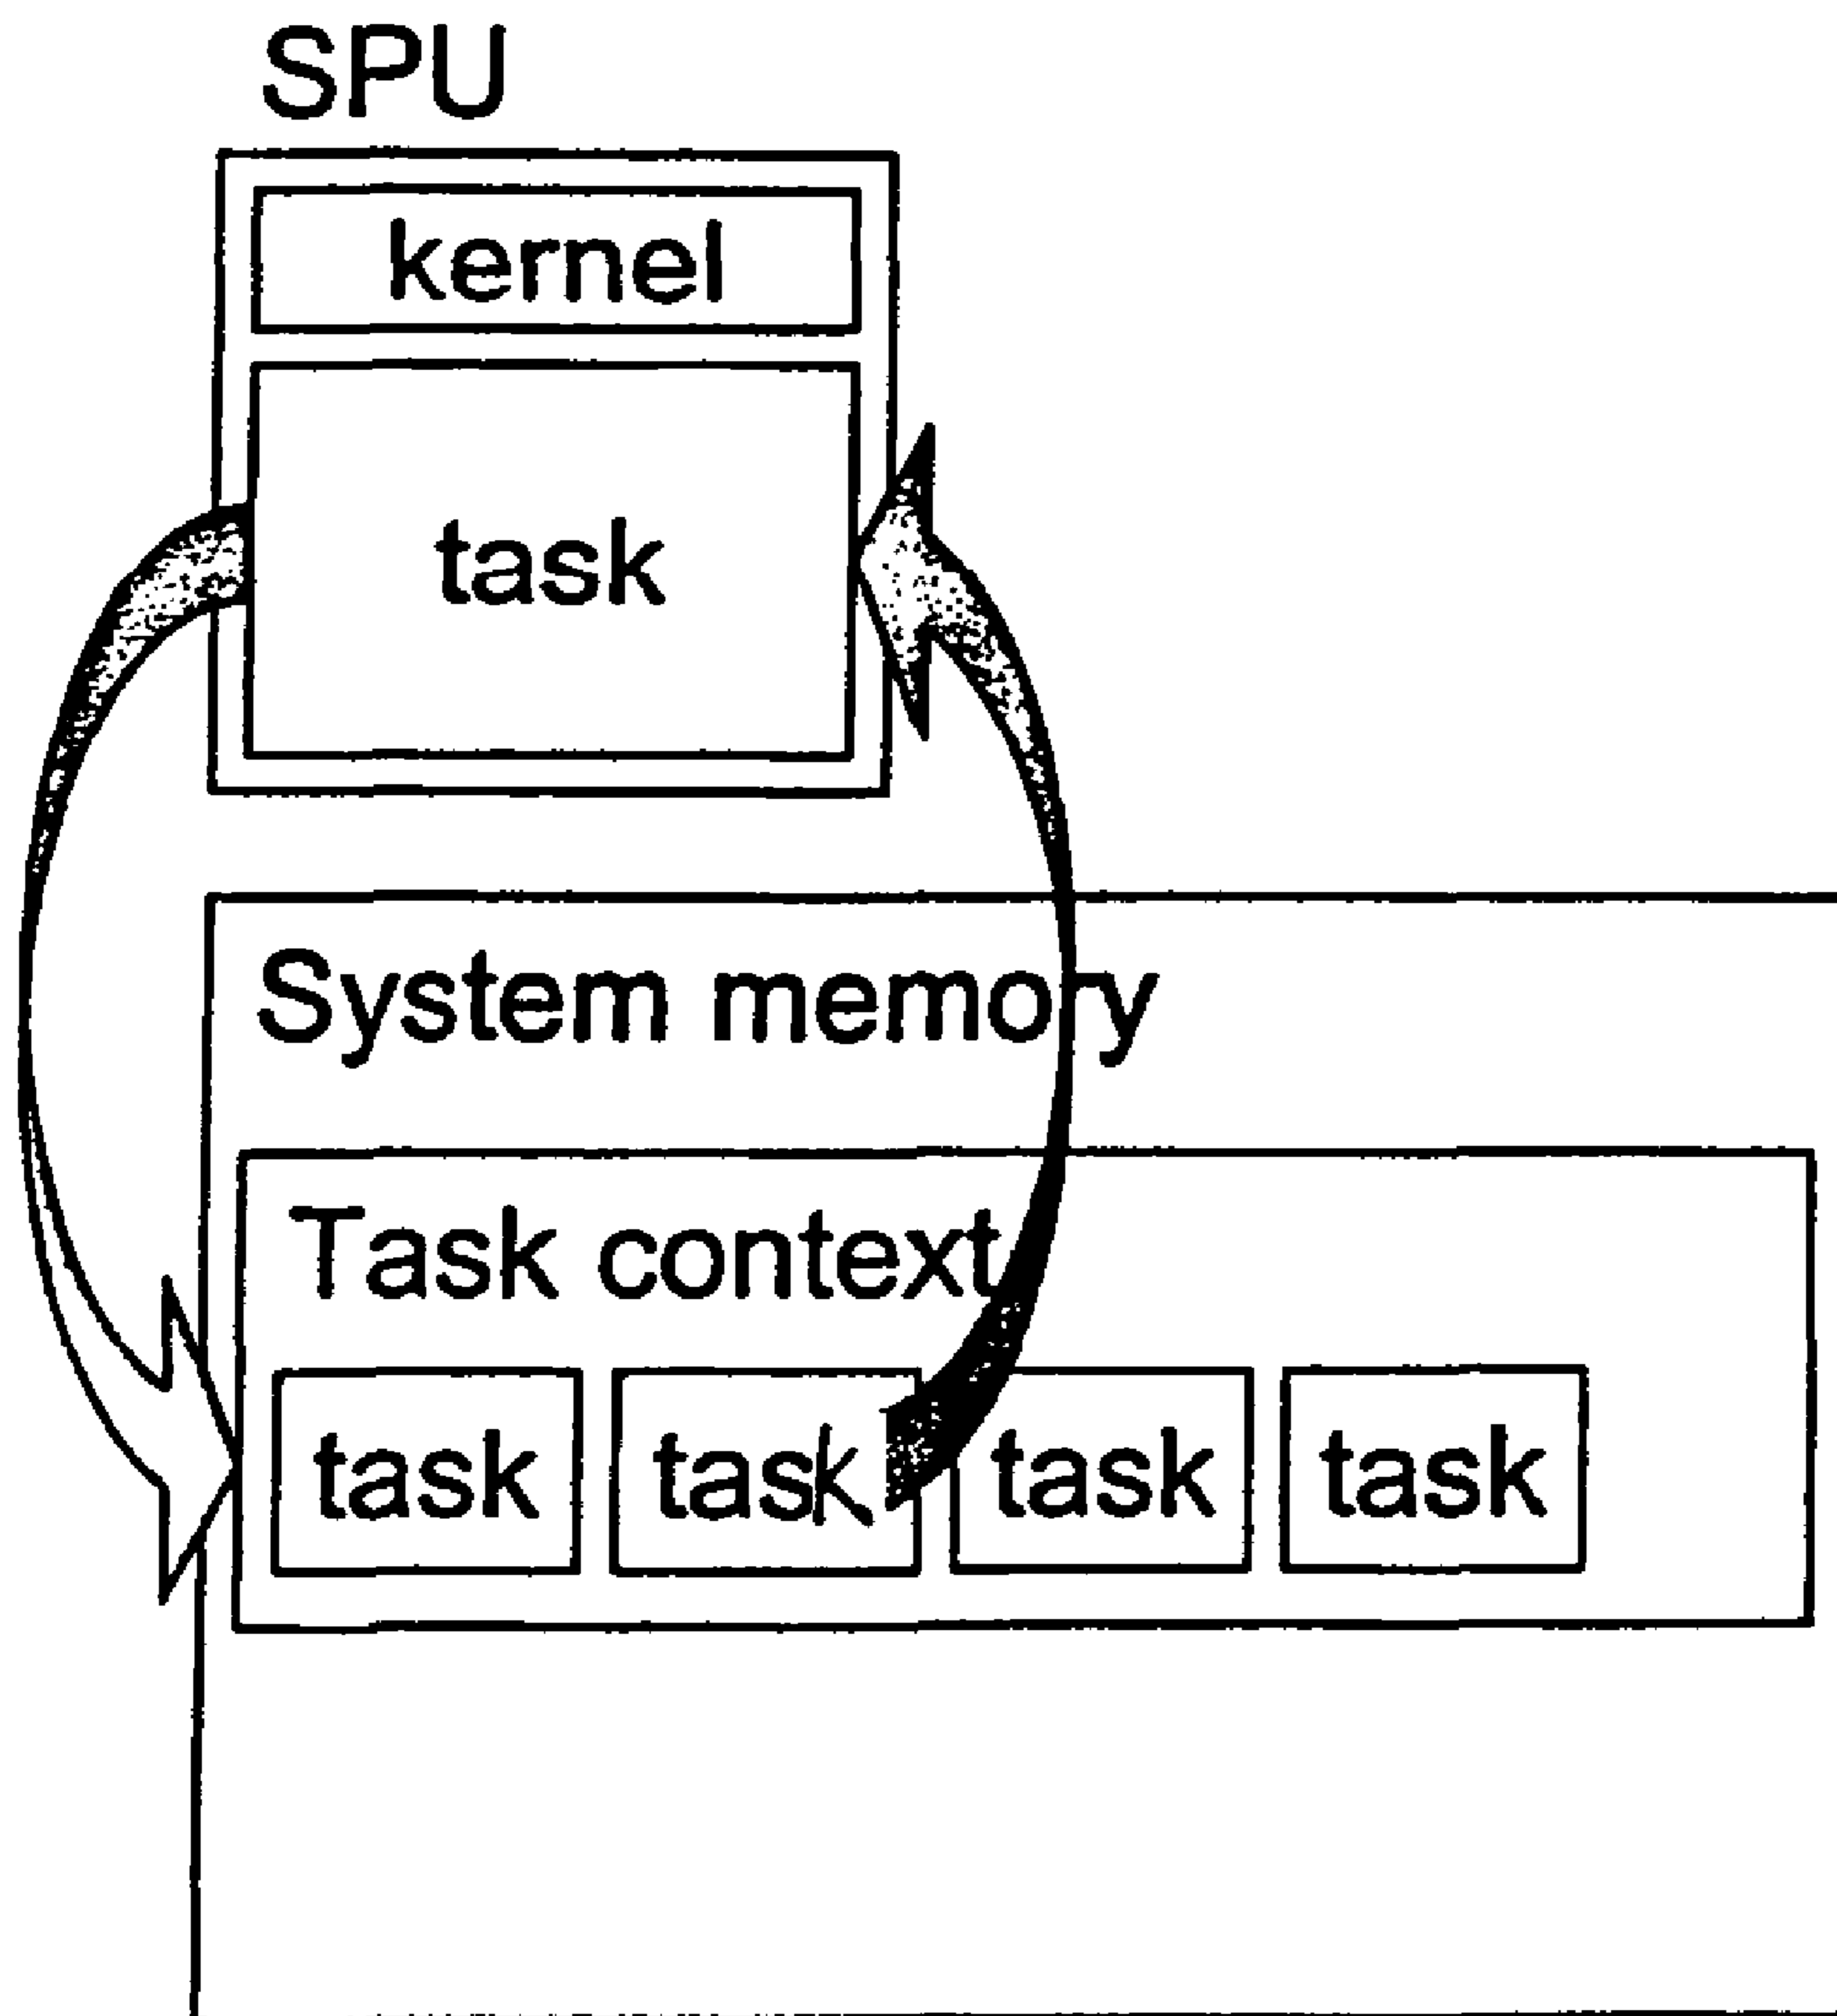 SPU
kernel
task
System memory
Task context
task task task task